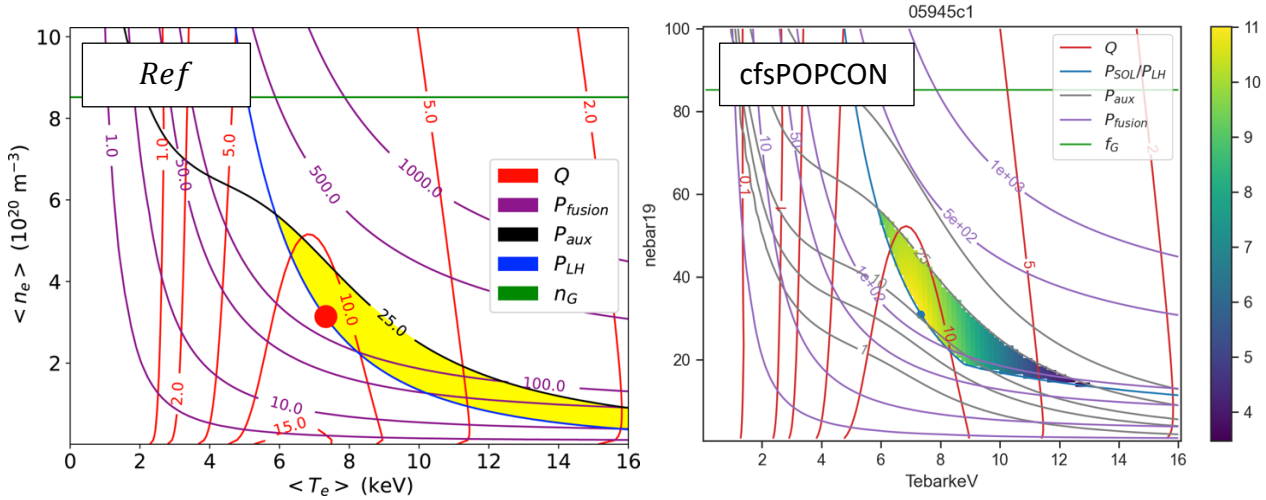 Ref
< n_e > (10^20 m^-3)
10
8
6
4
2
0
2
4
6
8
10
12
14
16
< T_e > (keV)
1.0
1.0
50.0
5.0
2.0
500.0
1000.0
5.0
2.0
10.0
25.0
10.0
15.0
100.0
Q
P_fusion
P_aux
P_LH
n_G
05945c1
cfsPOPCON
nebar19
100
80
60
40
20
2
4
6
8
10
12
14
16
TebarkeV
Q
P_SOL/P_LH
P_aux
P_fusion
f_G
0.1
10
1
50
1
10
1e+02
25
10
5
2
5e+02
1e+03
11
10
9
8
7
6
5
4